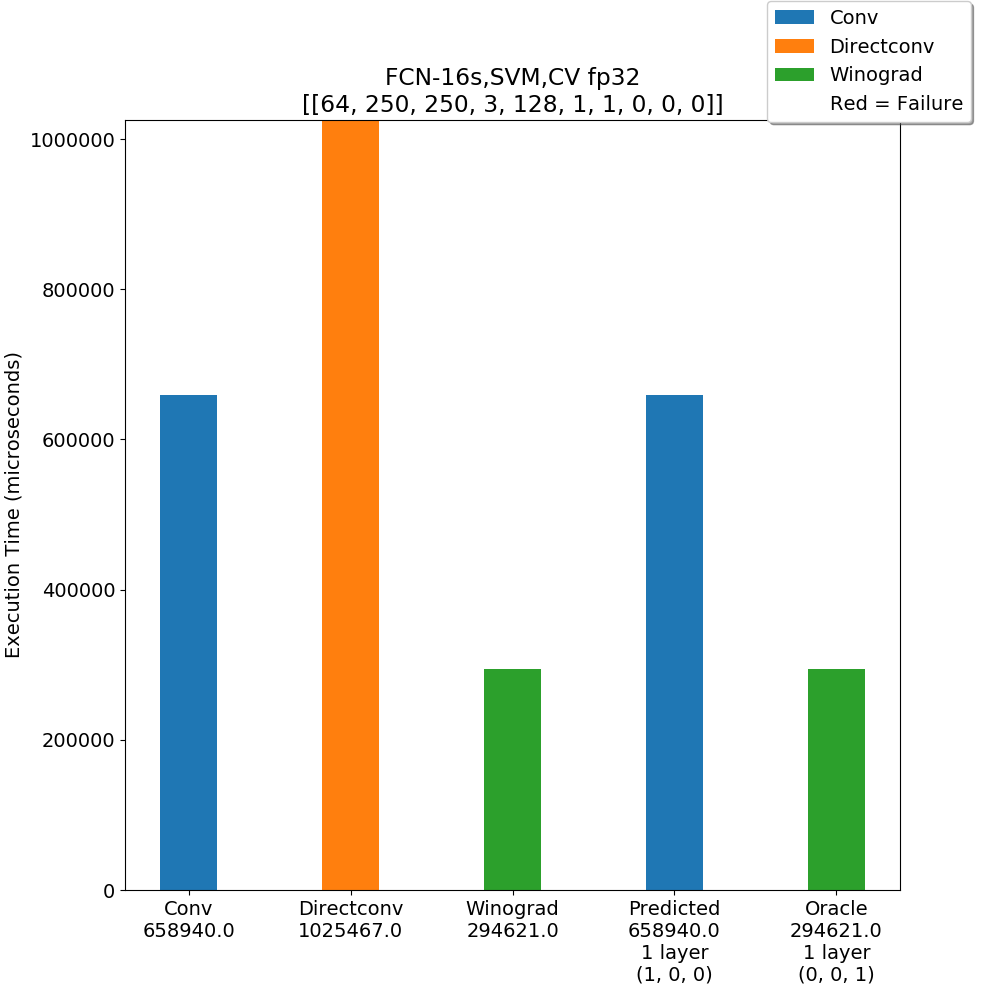 Conv
Directconv
Winograd
Red = Failure
FCN-16s,SVM,CV fp32
[[64, 250, 250, 3, 128, 1, 1, 0, 0, 0]]
Execution Time (microseconds)
1000000
800000
600000
400000
200000
0
Conv
658940.0
Directconv
1025467.0
Winograd
294621.0
Predicted
658940.0
1 layer
(1, 0, 0)
Oracle
294621.0
1 layer
(0, 0, 1)